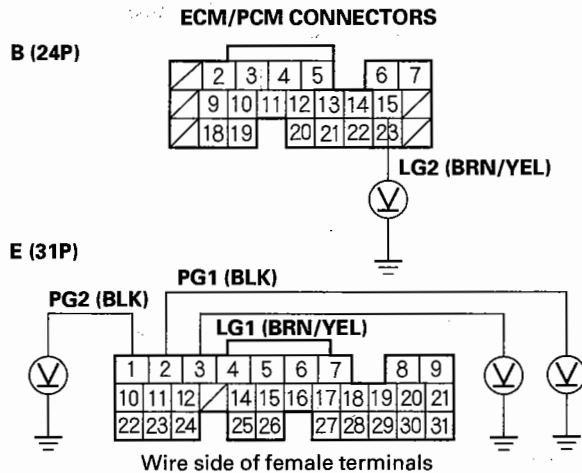 ECM/PCM CONNECTORS
B (24P)
2 3 4 5 6 7
9 10 11 12 13 14 15
18 19 20 21 22 23
LG2 (BRN/YEL)
V
E (31P)
PG1 (BLK)
PG2 (BLK)
LG1 (BRN/YEL)
V V V
1 2 3 4 5 6 7 8 9
10 11 12 14 15 16 17 18 19 20 21
22 23 24 25 26 27 28 29 30 31
Wire side of female terminals